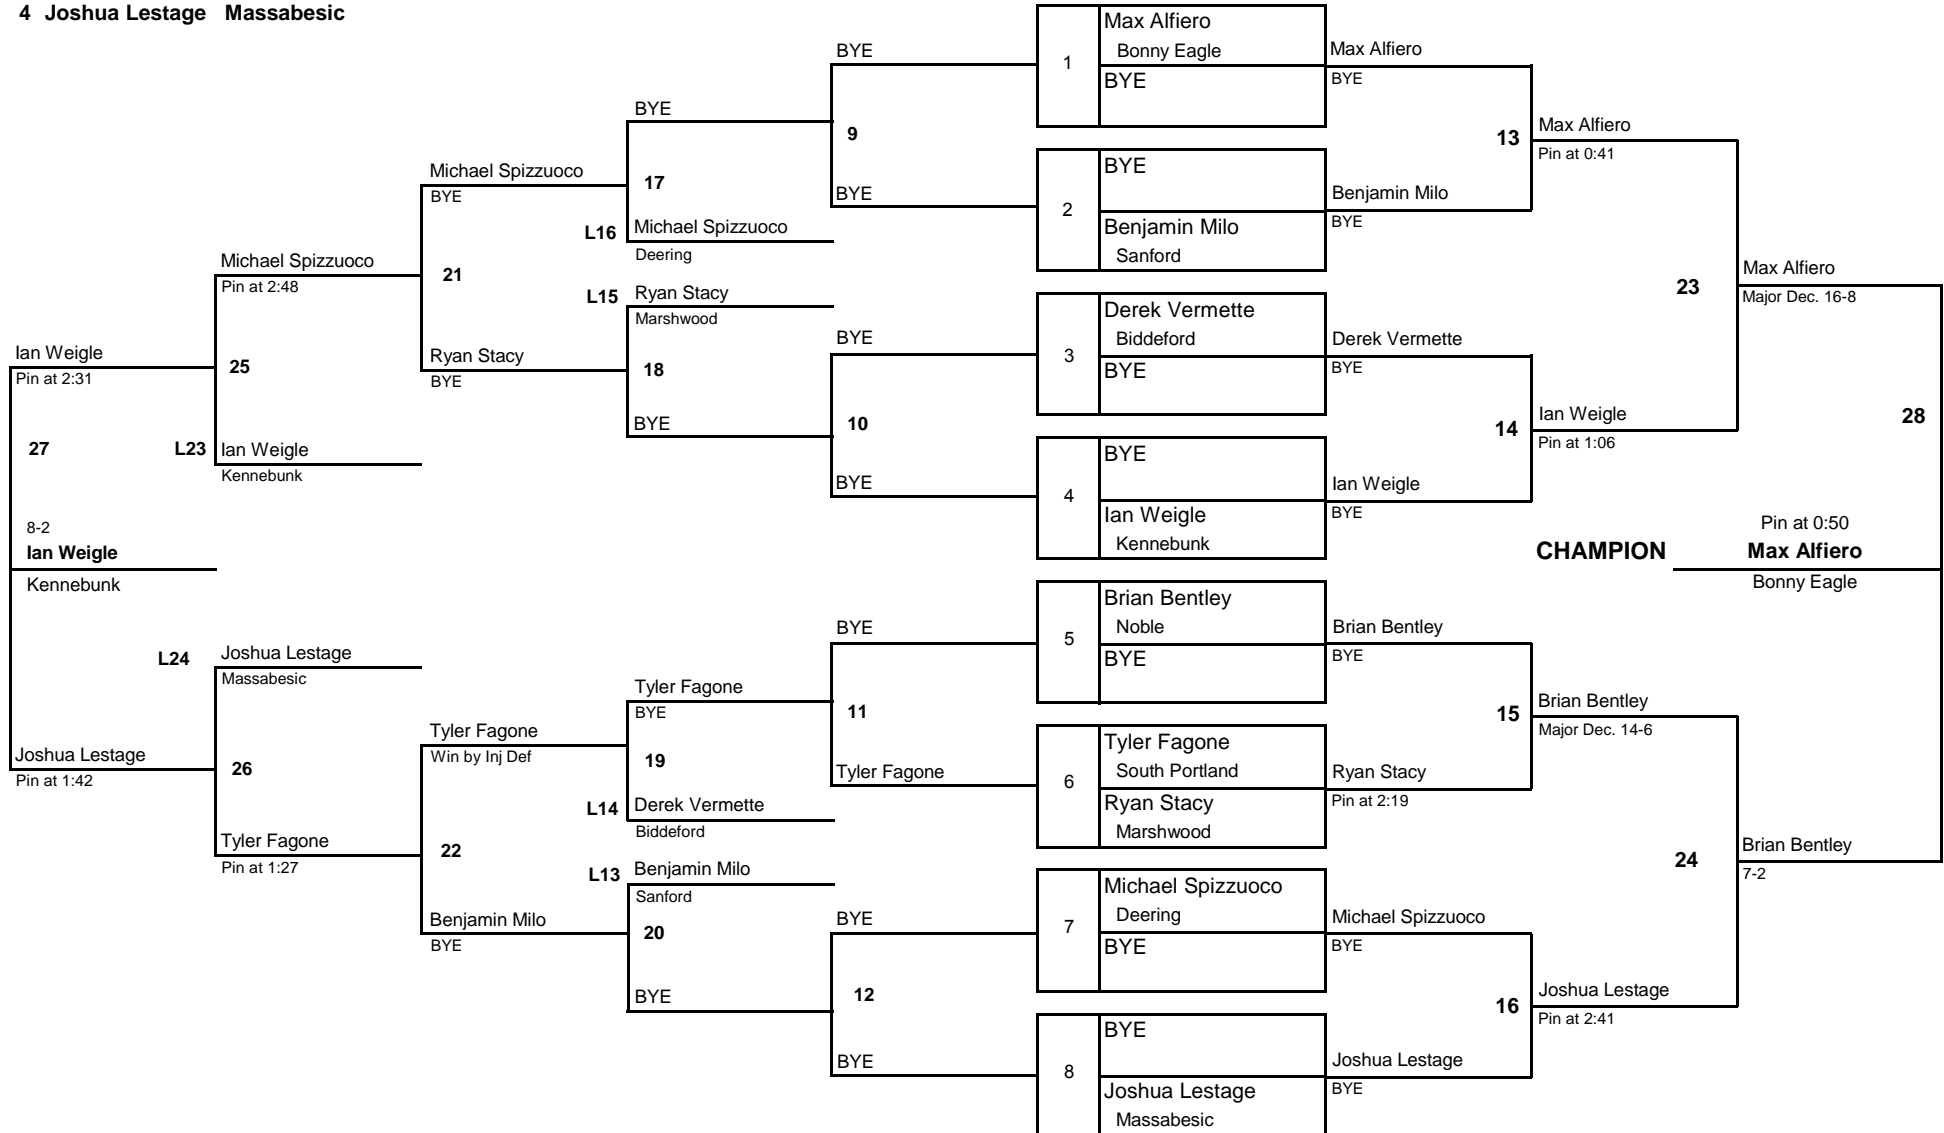 4 Joshua Lestage Massabesic
Ian Weigle
Pin at 2:31
27
8-2
Ian Weigle
Kennebunk
Joshua Lestage
Pin at 1:42
Michael Spizzuoco
Pin at 2:48
25
L23 Ian Weigle
Kennebunk
L24 Joshua Lestage
Massabesic
26
Tyler Fagone
Pin at 1:27
Michael Spizzuoco
BYE
21
Ryan Stacy
BYE
Tyler Fagone
Win by Inj Def
22
Benjamin Milo
BYE
BYE
17
L16 Michael Spizzuoco
Deering
L15 Ryan Stacy
Marshwood
18
BYE
Tyler Fagone
BYE
19
L14 Derek Vermette
Biddeford
L13 Benjamin Milo
Sanford
20
BYE
BYE
9
BYE
BYE
10
BYE
BYE
11
Tyler Fagone
BYE
12
BYE
1
Max Alfiero
Bonny Eagle
BYE
2
BYE
Benjamin Milo
Sanford
3
Derek Vermette
Biddeford
BYE
4
BYE
Ian Weigle
Kennebunk
5
Brian Bentley
Noble
BYE
6
Tyler Fagone
South Portland
Ryan Stacy
Marshwood
7
Michael Spizzuoco
Deering
BYE
8
BYE
Joshua Lestage
Massabesic
Max Alfiero
BYE
13
Benjamin Milo
BYE
Derek Vermette
BYE
14
Ian Weigle
BYE
Brian Bentley
BYE
15
Ryan Stacy
Pin at 2:19
Michael Spizzuoco
BYE
16
Joshua Lestage
BYE
Max Alfiero
Pin at 0:41
23
Ian Weigle
Pin at 1:06
Brian Bentley
Major Dec. 14-6
24
Joshua Lestage
Pin at 2:41
Max Alfiero
Major Dec. 16-8
28
Pin at 0:50
CHAMPION Max Alfiero
Bonny Eagle
Brian Bentley
7-2